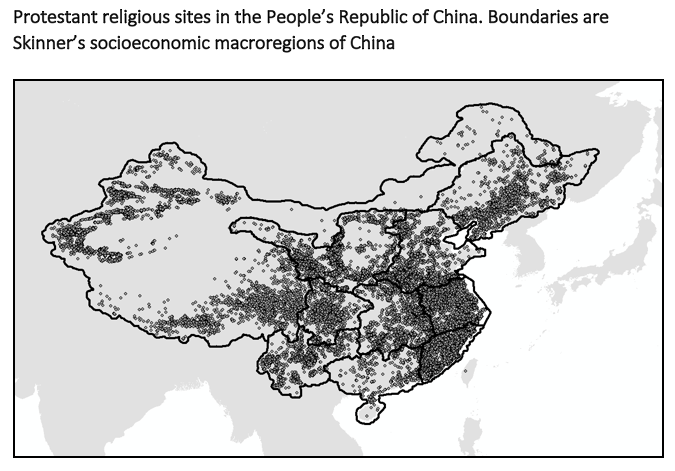 Protestant religious sites in the People’s Republic of China. Boundaries are
Skinner’s socioeconomic macroregions of China